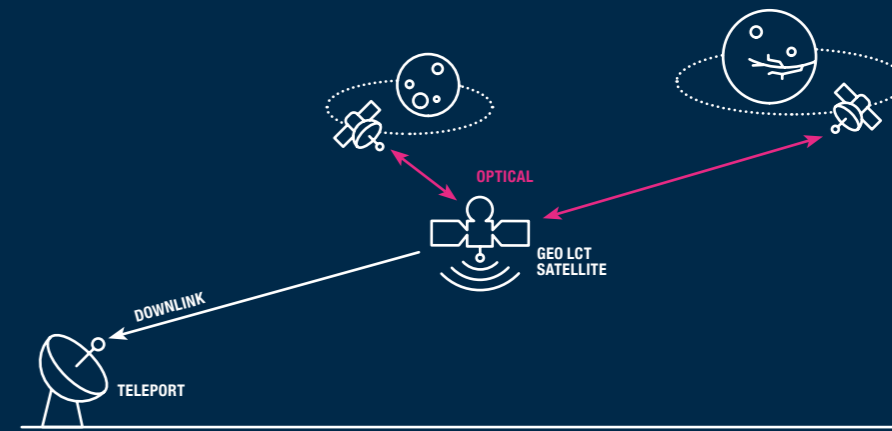 OPTICAL
GEO LCT
SATELLITE
DOWNLINK
TELEPORT